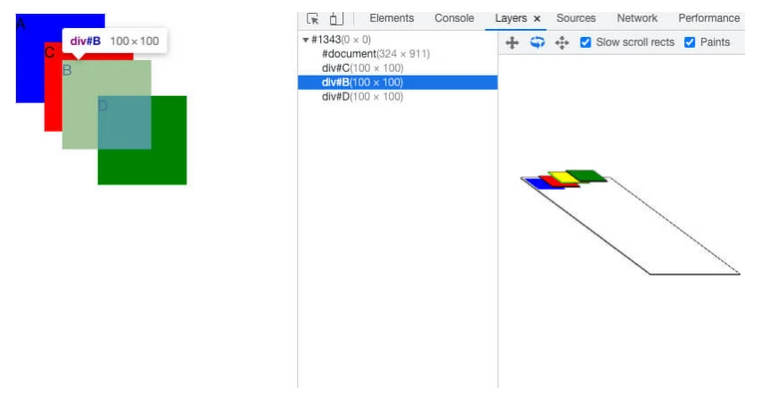 A
div#B 100×100
C
B
D
Elements Console Layers × Sources Network Performance
▼#1343(0 × 0)
#document(324 × 911)
div#C(100 × 100)
div#B(100 × 100)
div#D(100 × 100)
Slow scroll rects Paints